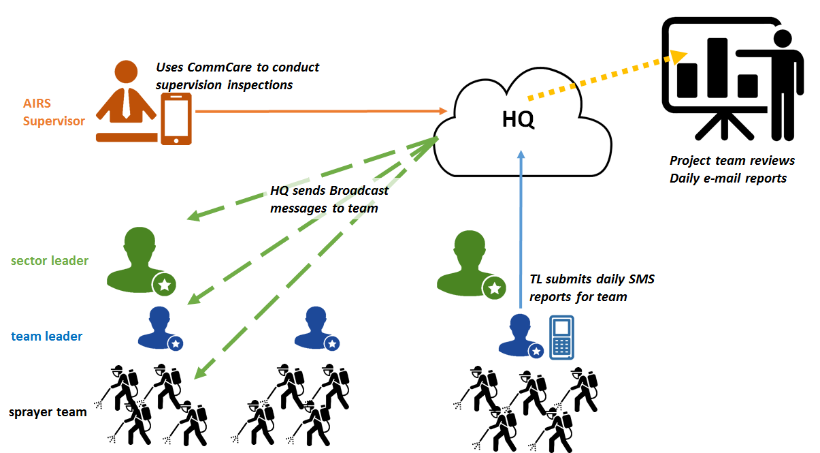 Uses CommCare to conduct
supervision inspections
AIRS
Supervisor
HQ
Project team reviews
Daily e-mail reports
HQ sends Broadcast
messages to team
sector leader
TL submits daily SMS
reports for team
team leader
sprayer team